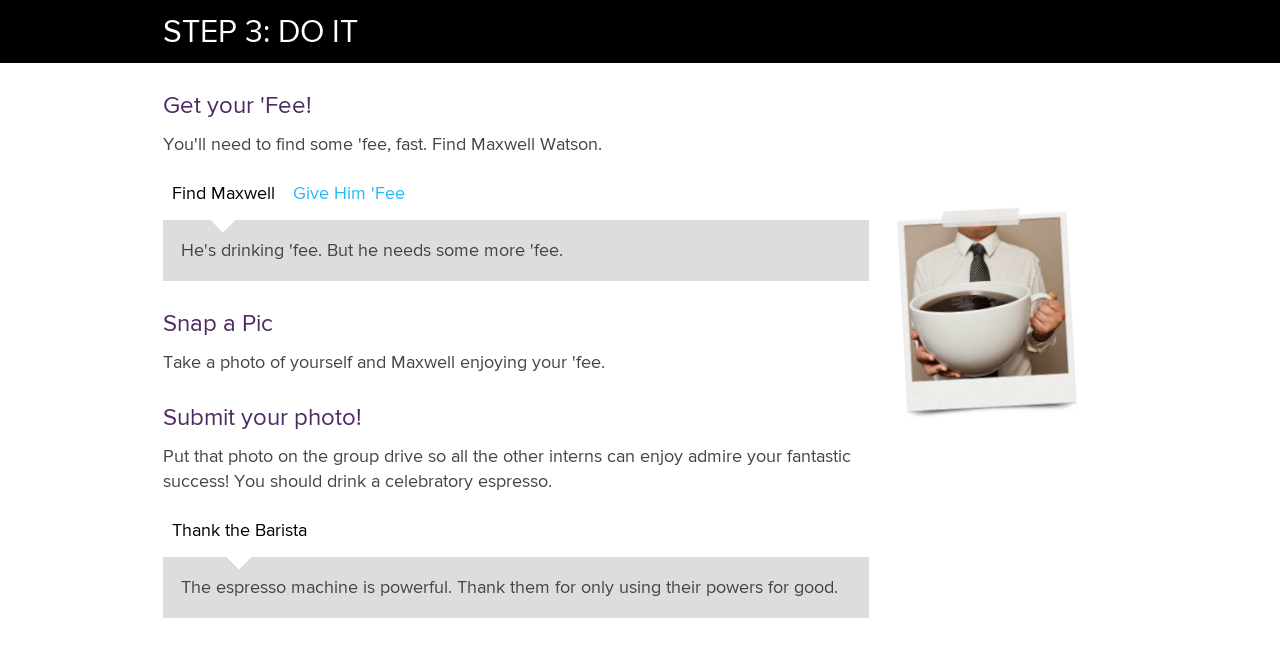 STEP 3: DO IT
Get your 'Fee!
You'll need to find some 'fee, fast. Find Maxwell Watson.
Find Maxwell Give Him 'Fee
He's drinking 'fee. But he needs some more 'fee.
Snap a Pic
Take a photo of yourself and Maxwell enjoying your 'fee.
Submit your photo!
Put that photo on the group drive so all the other interns can enjoy admire your fantastic
success! You should drink a celebratory espresso.
Thank the Barista
The espresso machine is powerful. Thank them for only using their powers for good.